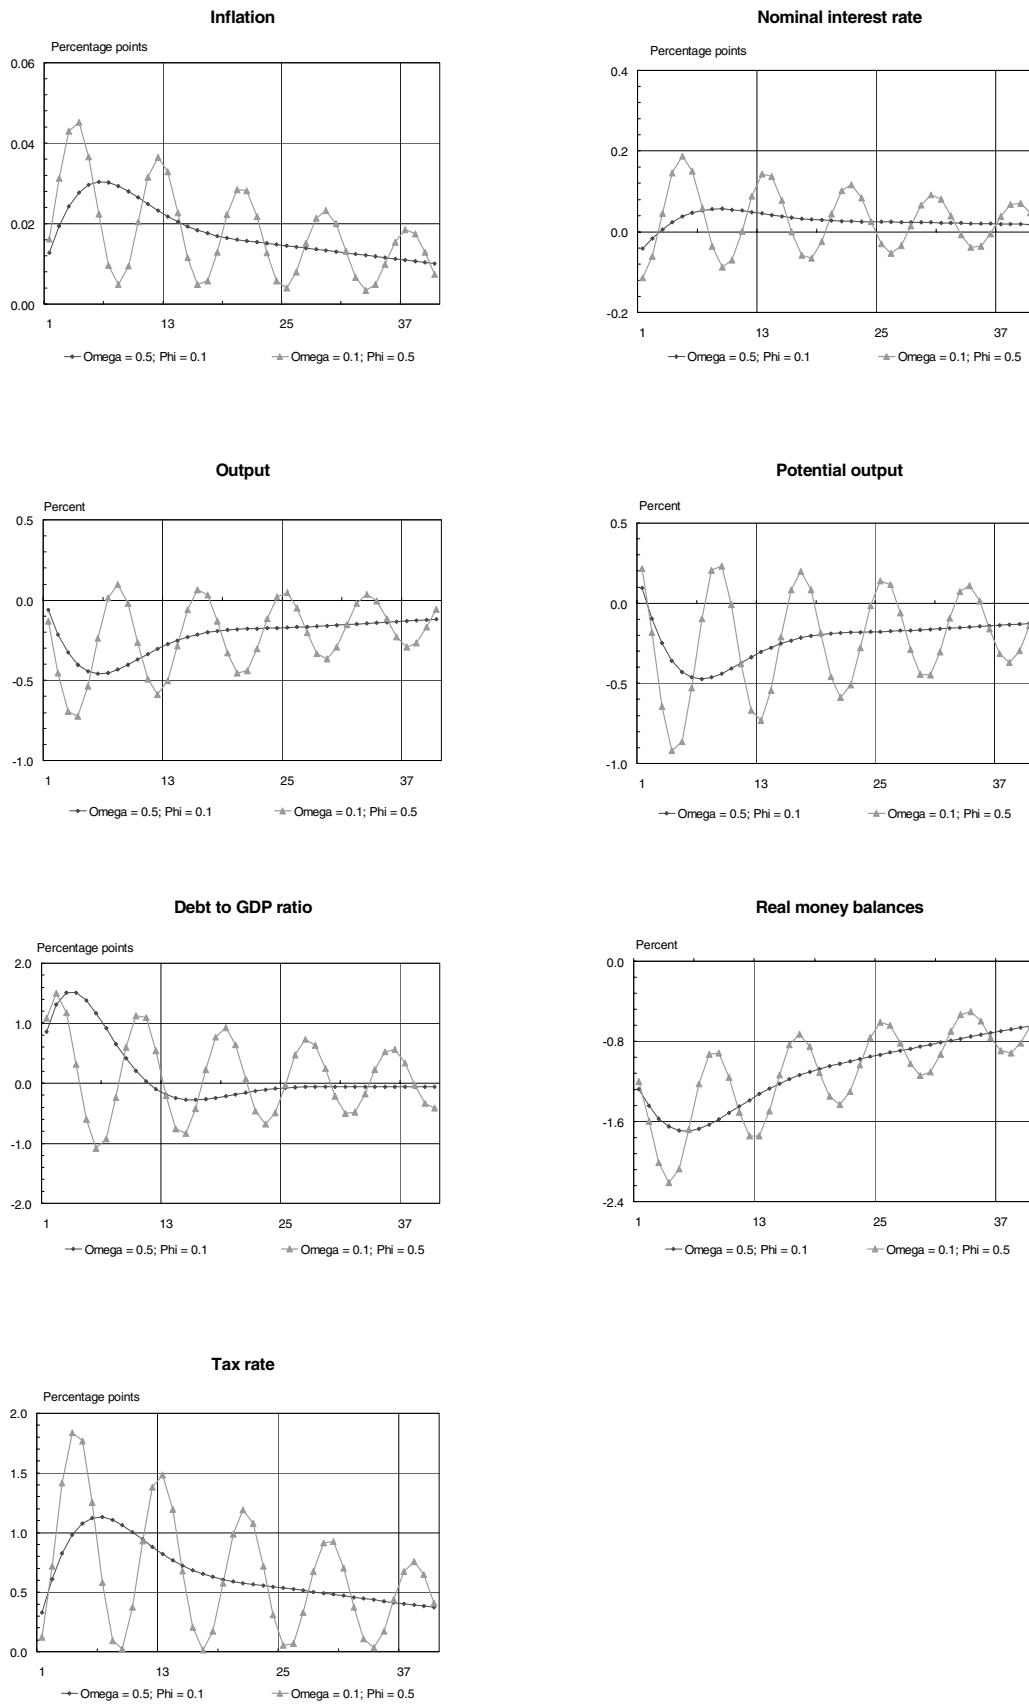 Inflation
Percentage points
0.06
0.04
0.02
0.00
1 13 25 37
Omega = 0.5; Phi = 0.1 Omega = 0.1; Phi = 0.5
Nominal interest rate
Percentage points
0.4
0.2
0.0
-0.2
1 13 25 37
Omega = 0.5; Phi = 0.1 Omega = 0.1; Phi = 0.5
Output
Percent
0.5
0.0
-0.5
-1.0
1 13 25 37
Omega = 0.5; Phi = 0.1 Omega = 0.1; Phi = 0.5
Potential output
Percent
0.5
0.0
-0.5
-1.0
1 13 25 37
Omega = 0.5; Phi = 0.1 Omega = 0.1; Phi = 0.5
Debt to GDP ratio
Percentage points
2.0
1.0
0.0
-1.0
-2.0
1 13 25 37
Omega = 0.5; Phi = 0.1 Omega = 0.1; Phi = 0.5
Real money balances
Percent
0.0
-0.8
-1.6
-2.4
1 13 25 37
Omega = 0.5; Phi = 0.1 Omega = 0.1; Phi = 0.5
Tax rate
Percentage points
2.0
1.5
1.0
0.5
0.0
1 13 25 37
Omega = 0.5; Phi = 0.1 Omega = 0.1; Phi = 0.5